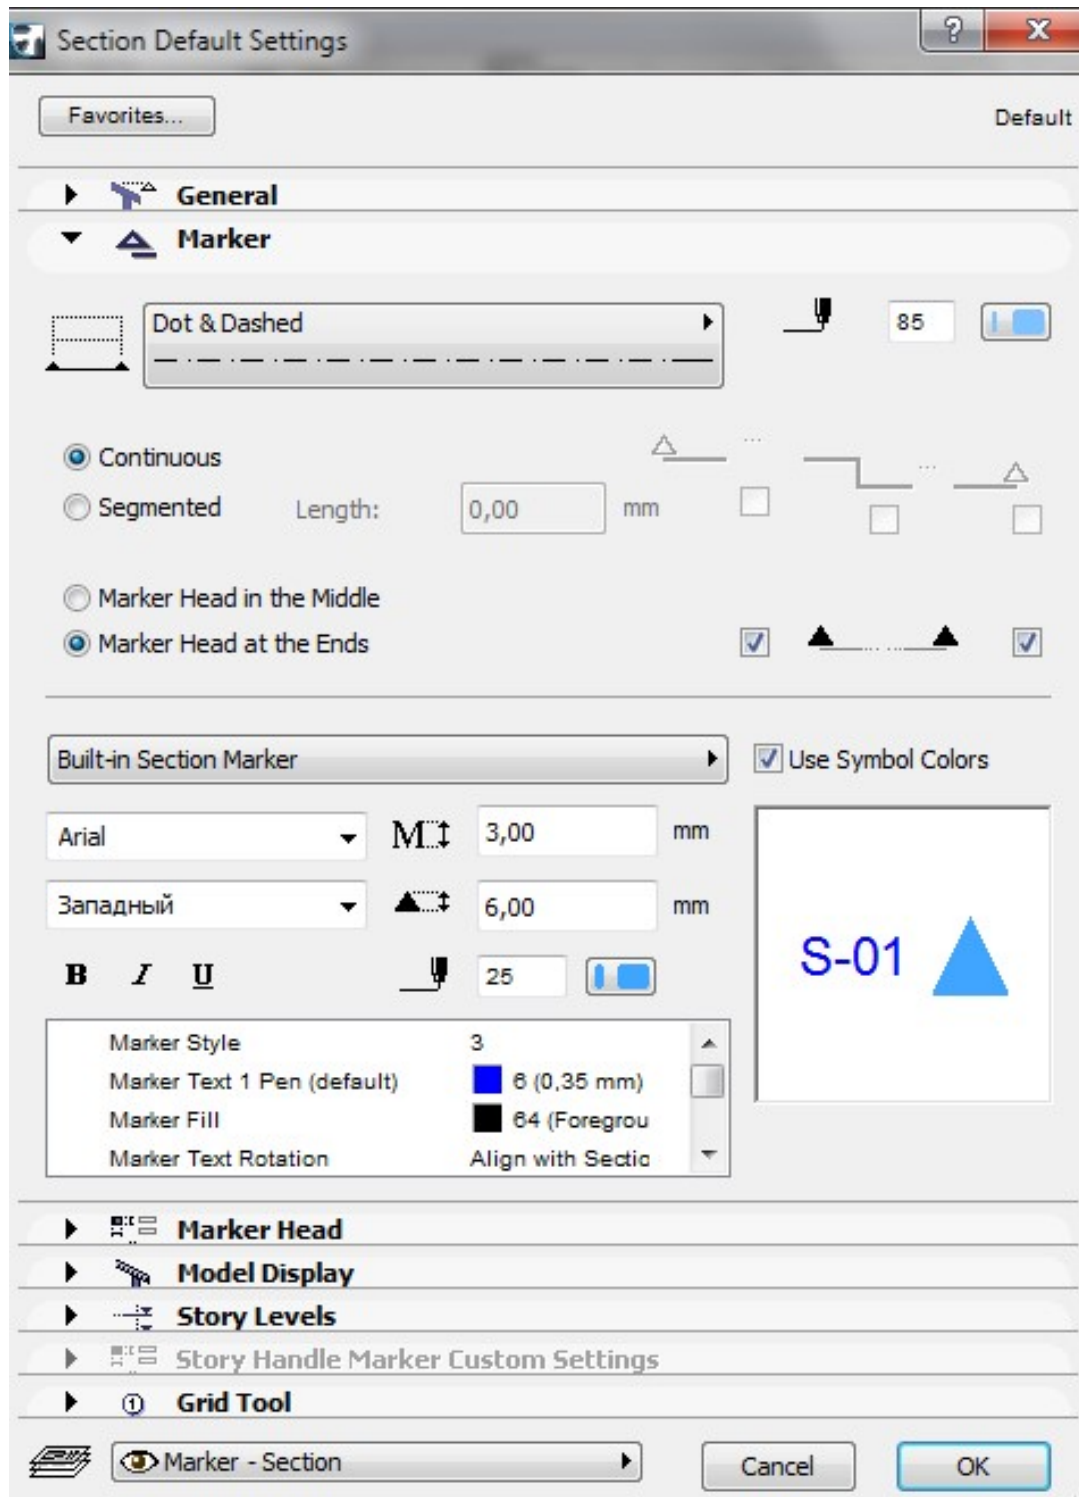 Section Default Settings
Favorites...
Default
General
Marker
Dot & Dashed
85
Continuous
Segmented Length: 0,00 mm
Marker Head in the Middle
Marker Head at the Ends
Built-in Section Marker
Use Symbol Colors
Arial
M
3,00 mm
Западный
6,00 mm
B I U
25
S-01
Marker Style 3
Marker Text 1 Pen (default) 6 (0,35 mm)
Marker Fill 64 (Foregrou
Marker Text Rotation Align with Sectio
Marker Head
Model Display
Story Levels
Story Handle Marker Custom Settings
Grid Tool
Marker - Section
Cancel
OK